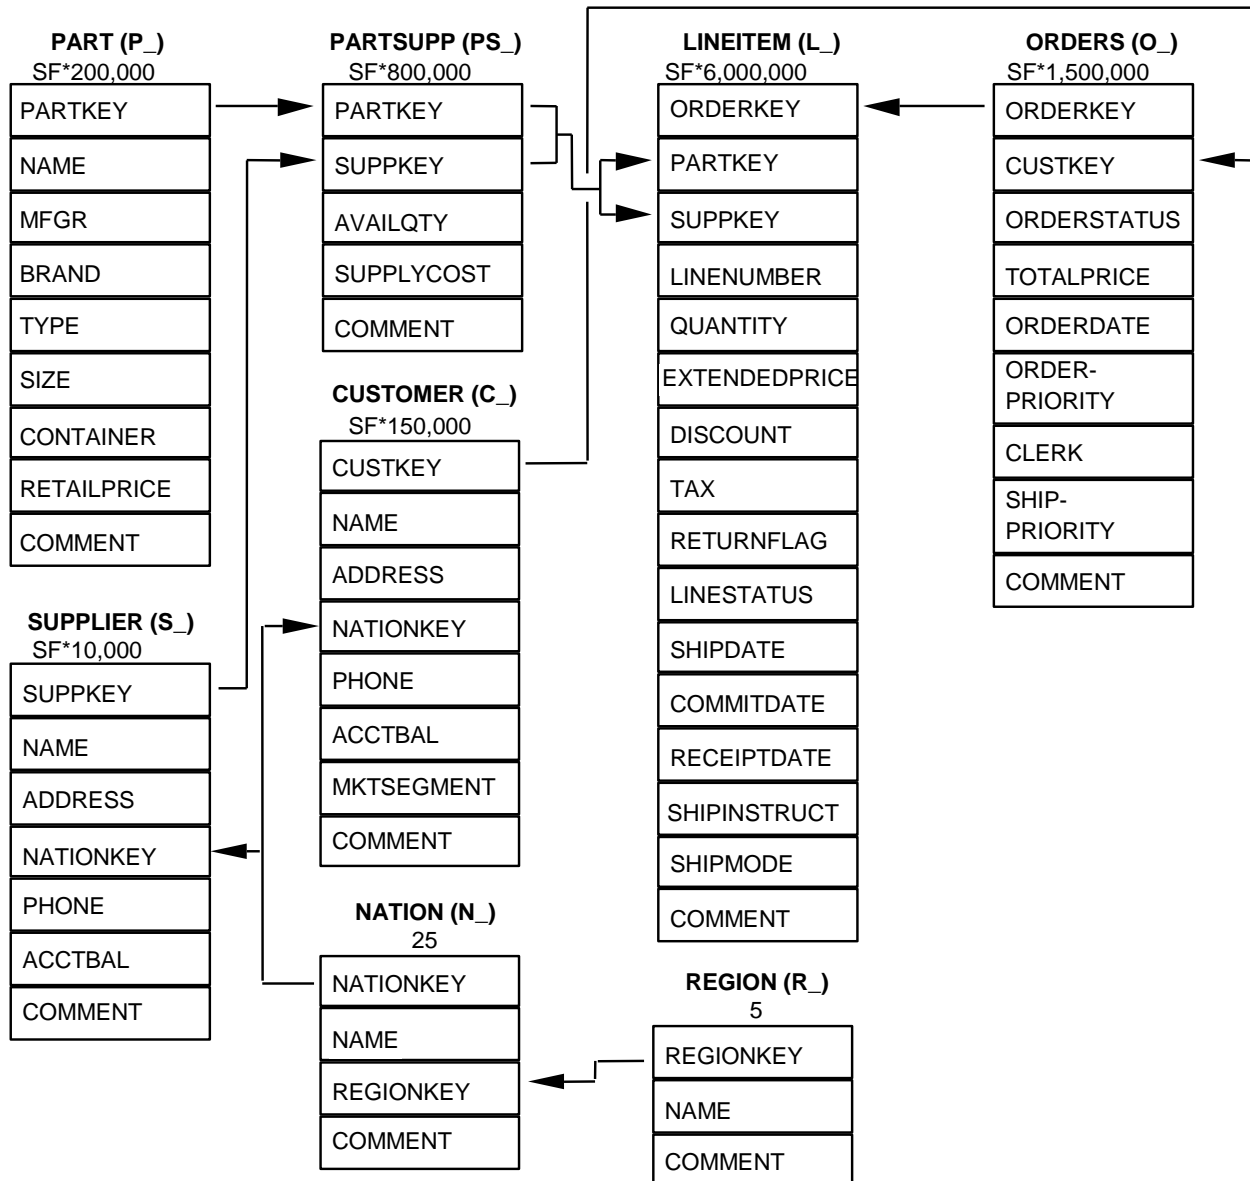 PART (P_)
SF*200,000
PARTKEY
NAME
MFGR
BRAND
TYPE
SIZE
CONTAINER
RETAILPRICE
COMMENT
SUPPLIER (S_)
SF*10,000
SUPPKEY
NAME
ADDRESS
NATIONKEY
PHONE
ACCTBAL
COMMENT
PARTSUPP (PS_)
SF*800,000
PARTKEY
SUPPKEY
AVAILQTY
SUPPLYCOST
COMMENT
CUSTOMER (C_)
SF*150,000
CUSTKEY
NAME
ADDRESS
NATIONKEY
PHONE
ACCTBAL
MKTSEGMENT
COMMENT
NATION (N_)
25
NATIONKEY
NAME
REGIONKEY
COMMENT
LINEITEM (L_)
SF*6,000,000
ORDERKEY
PARTKEY
SUPPKEY
LINENUMBER
QUANTITY
EXTENDEDPRICE
DISCOUNT
TAX
RETURNFLAG
LINESTATUS
SHIPDATE
COMMITDATE
RECEIPTDATE
SHIPINSTRUCT
SHIPMODE
COMMENT
REGION (R_)
5
REGIONKEY
NAME
COMMENT
ORDERS (O_)
SF*1,500,000
ORDERKEY
CUSTKEY
ORDERSTATUS
TOTALPRICE
ORDERDATE
ORDER-
PRIORITY
CLERK
SHIP-
PRIORITY
COMMENT